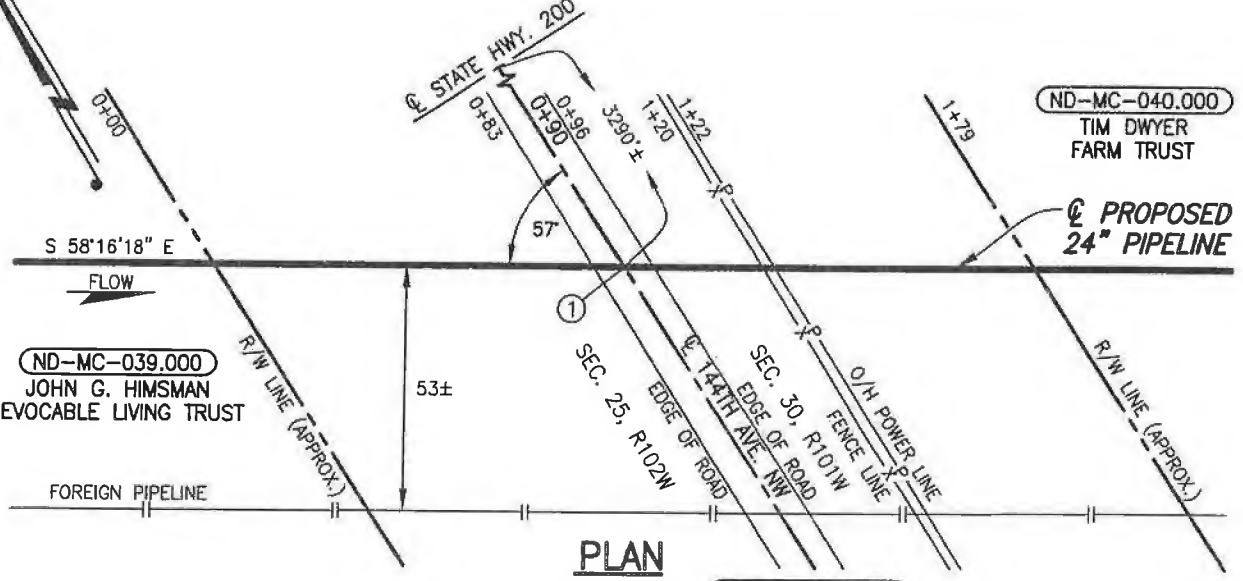 ℄ STATE HWY. 200
0+00
0+83
0+90
0+96
3290'±
1+20
1+22
1+79
ND-MC-040.000
TIM DWYER
FARM TRUST
℄ PROPOSED
24" PIPELINE
57°
S 58°16'18" E
FLOW
1
ND-MC-039.000
JOHN G. HIMSMAN
EVOCABLE LIVING TRUST
53±
R/W LINE (APPROX.)
SEC. 25, R102W
EDGE OF ROAD
℄ 144TH AVE. NW
EDGE OF ROAD
SEC. 30, R101W
FENCE LINE
O/H POWER LINE
R/W LINE (APPROX.)
X P
X P
X P
FOREIGN PIPELINE
PLAN